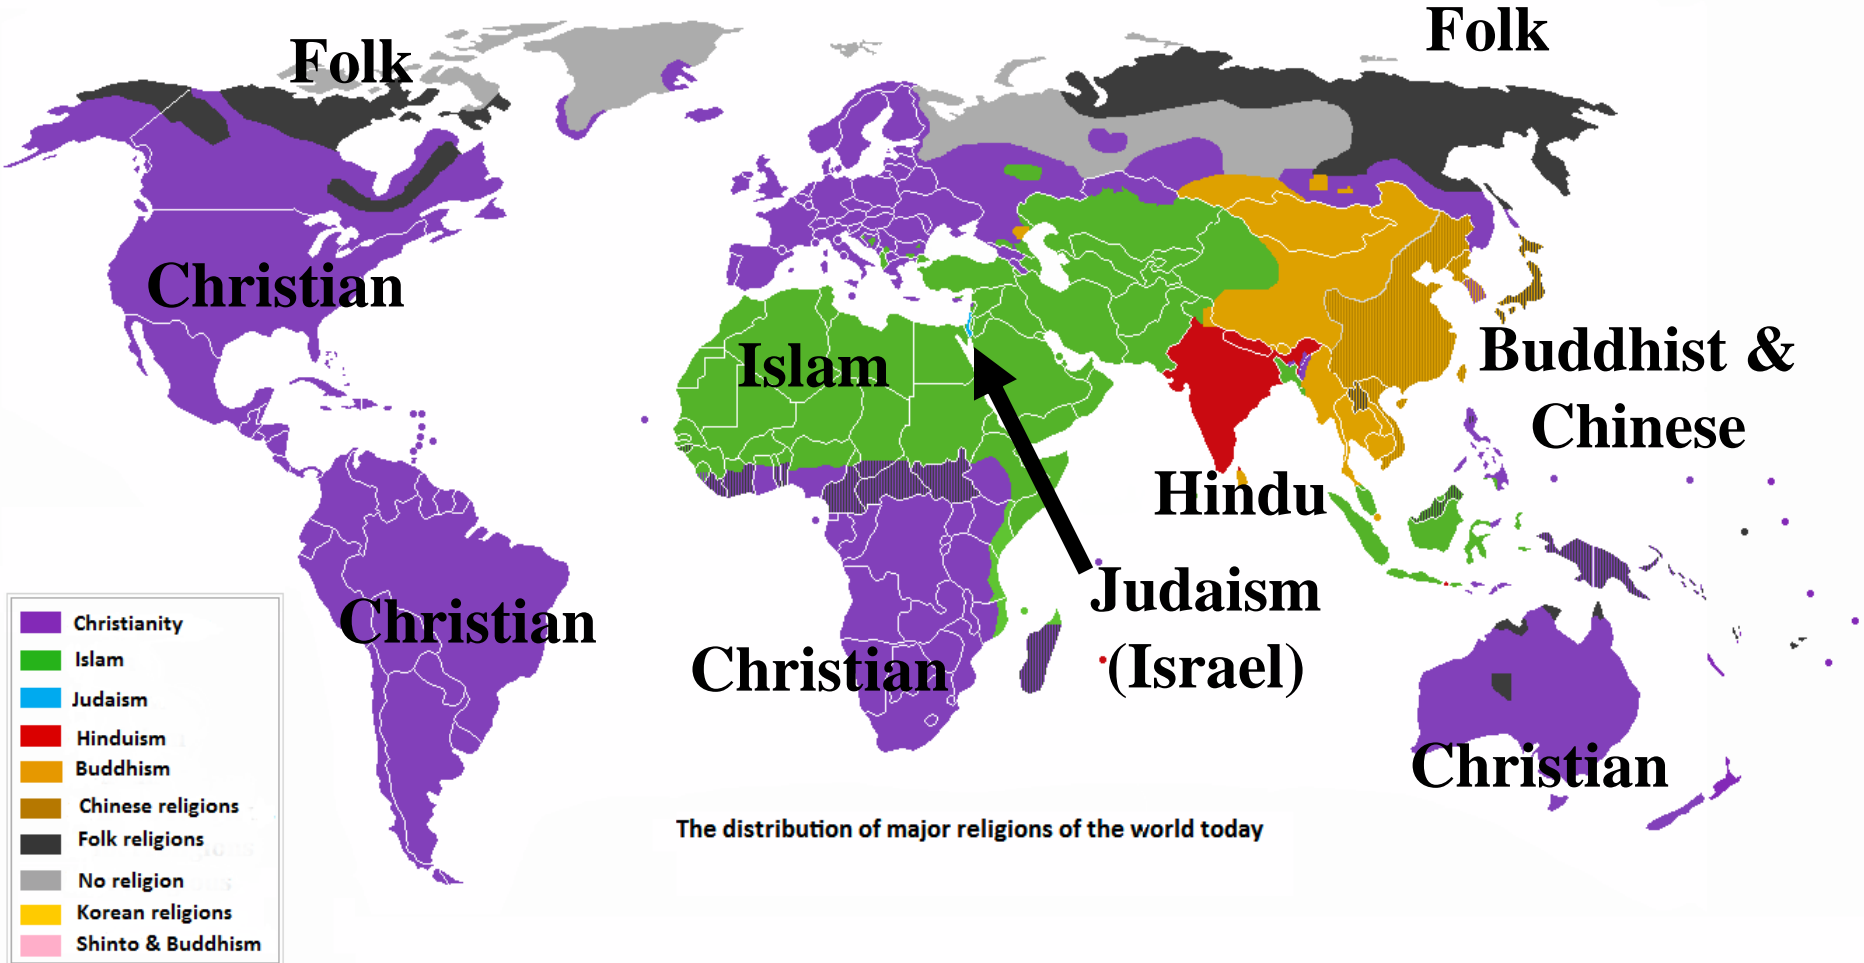 Folk
Folk
Christian
Islam
Buddhist &
Chinese
Hindu
Judaism
(Israel)
Christian
Christian
Christian
Christianity
Islam
Judaism
Hinduism
Buddhism
Chinese religions
Folk religions
No religion
Korean religions
Shinto & Buddhism
The distribution of major religions of the world today